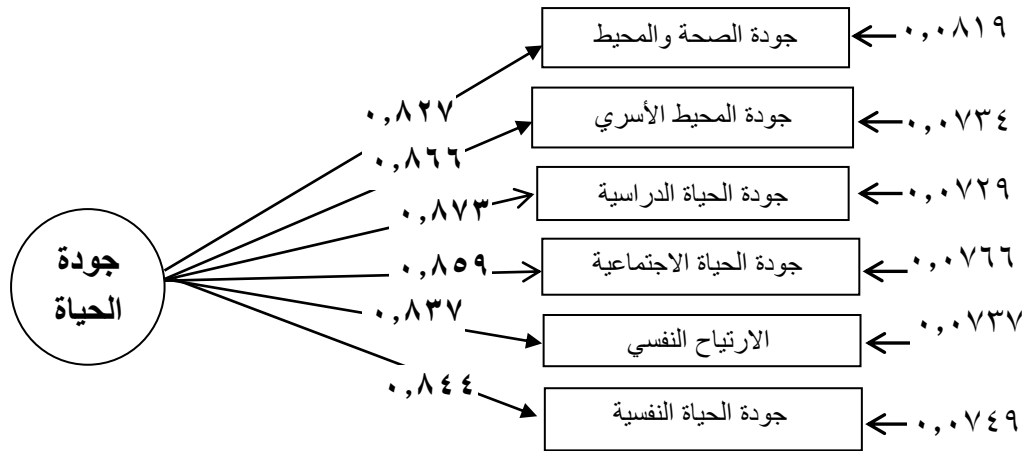 جودة الصحة والمحيط
٠,٠٨١٩
٠,٨٢٧
جودة المحيط الأسري
٠,٠٧٣٤
٠,٨٦٦
جودة الحياة الدراسية
٠,٠٧٢٩
٠,٨٧٣
جودة الحياة الاجتماعية
٠,٠٧٦٦
٠,٨٥٩
جودة
الحياة
الارتياح النفسي
٠,٠٧٣٧
٠,٨٣٧
جودة الحياة النفسية
٠,٠٧٤٩
٠,٨٤٤